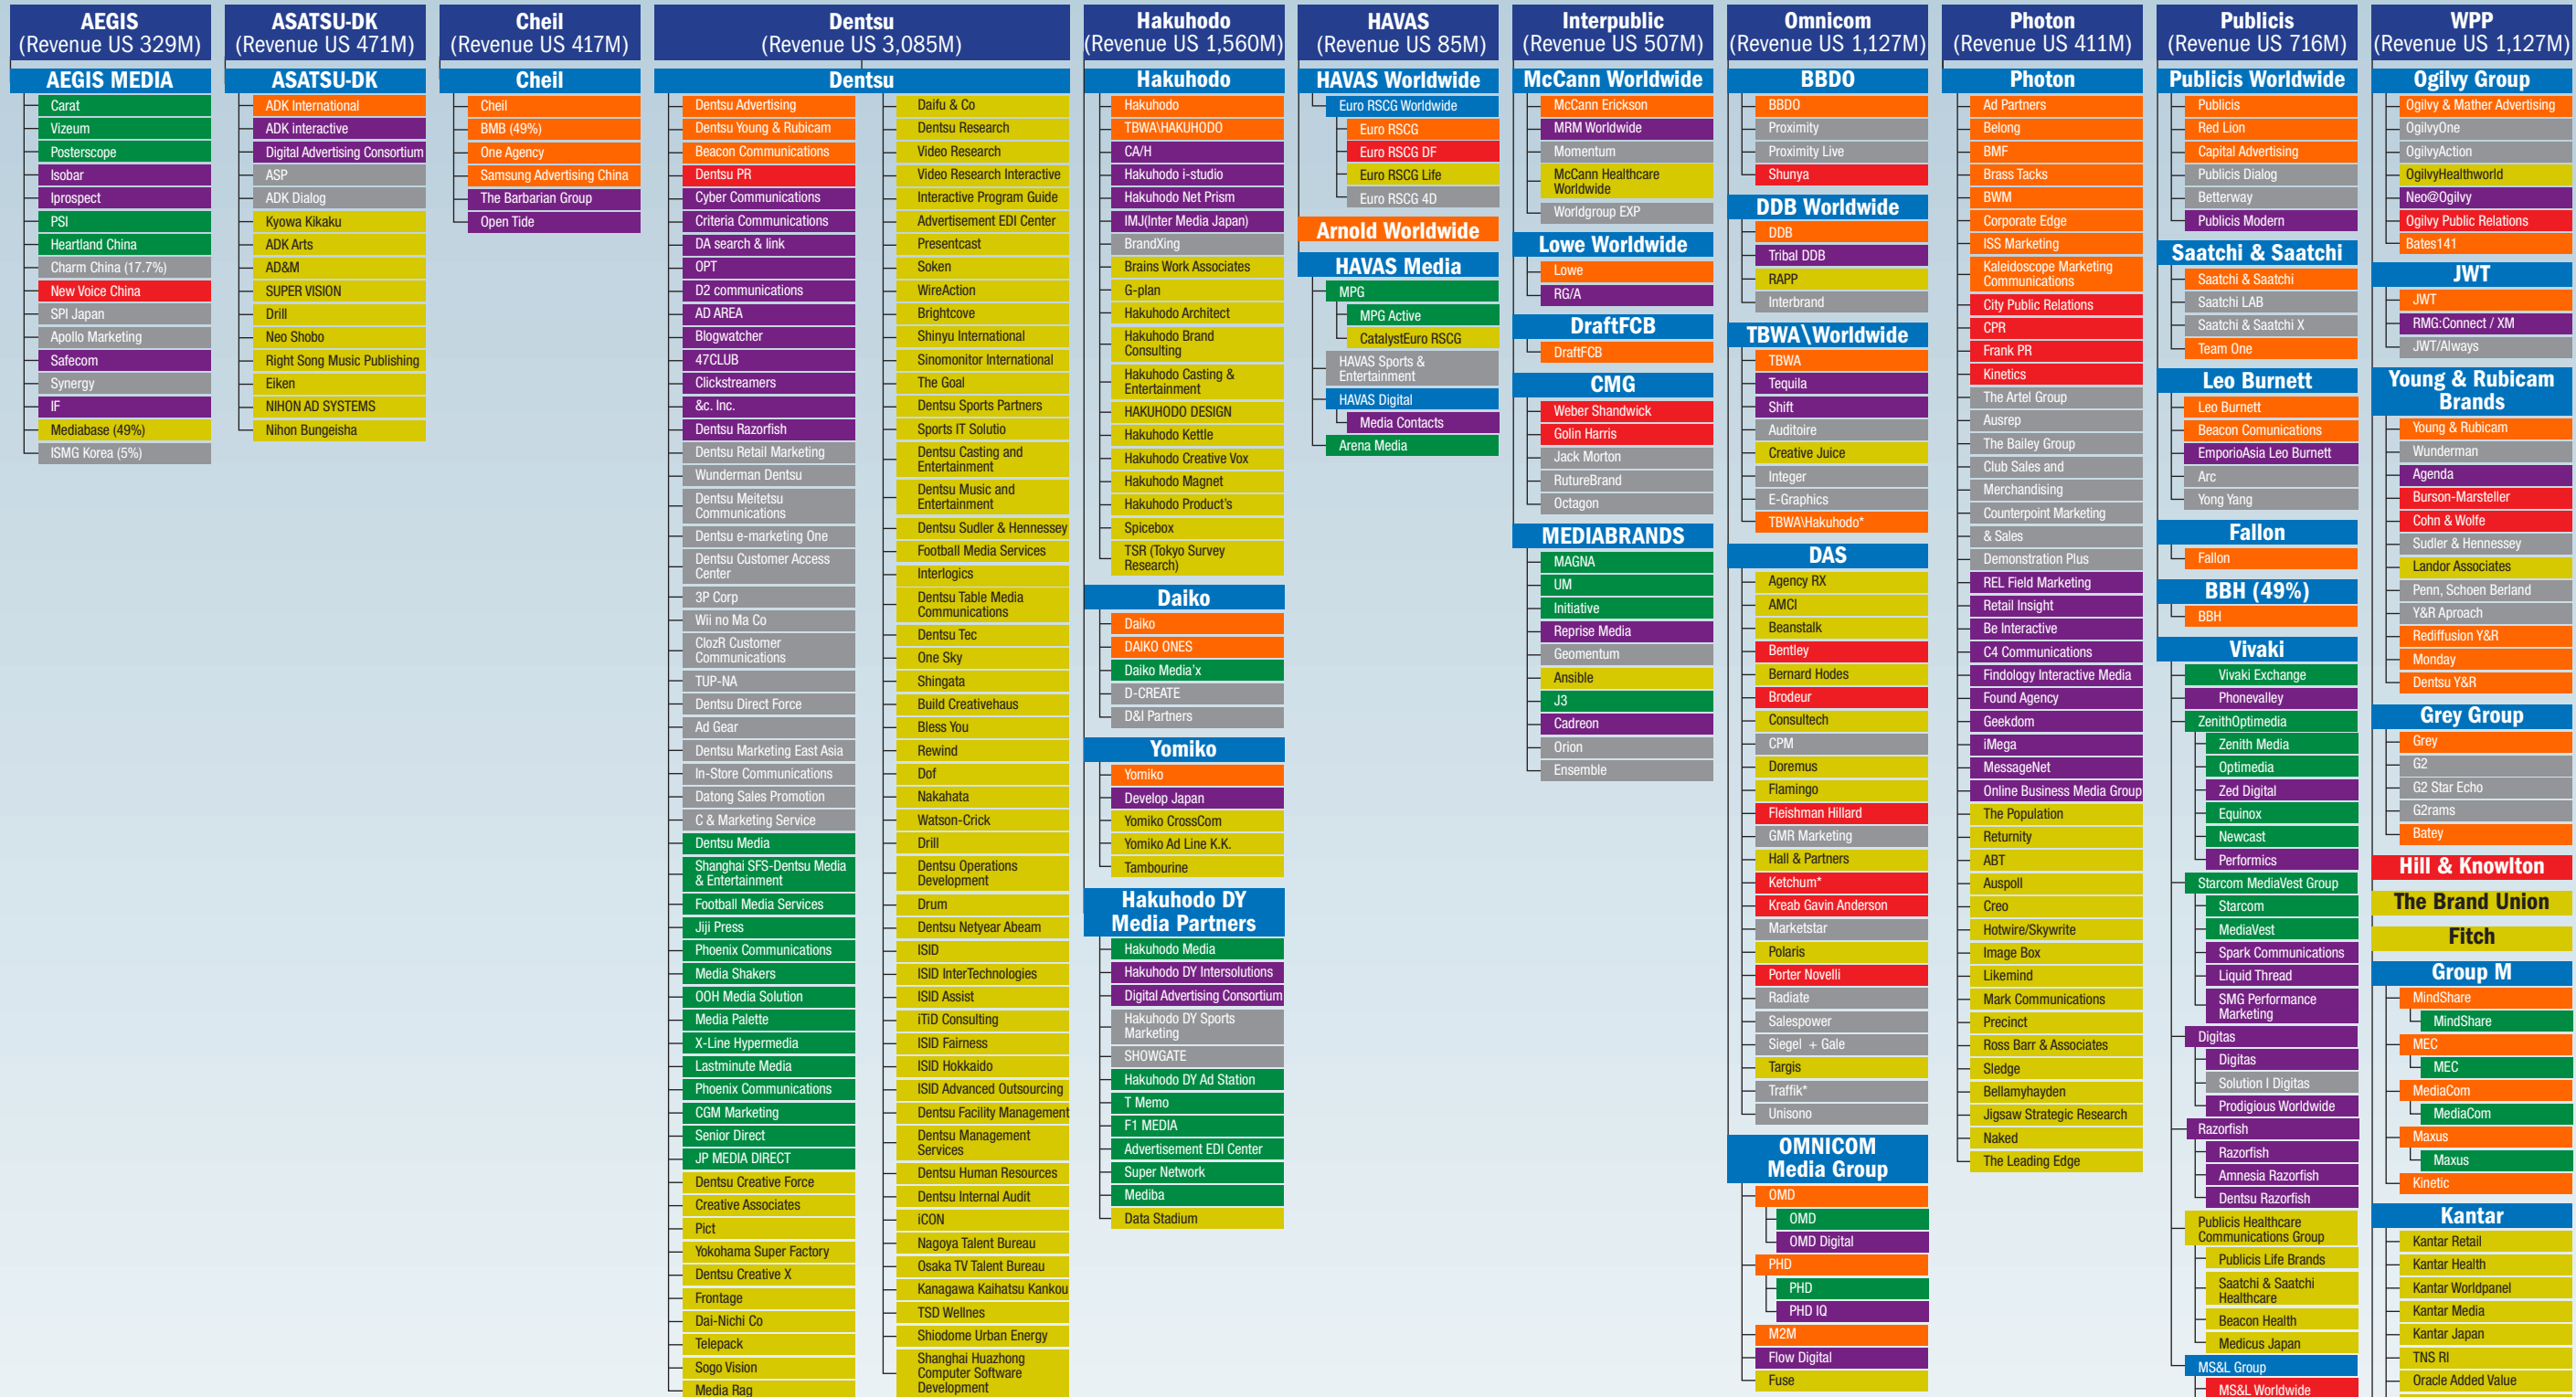 AEGIS
(Revenue US 329M)
AEGIS MEDIA
Carat
Vizeum
Posterscope
Isobar
Iprospect
PSI
Heartland China
Charm China (17.7%)
New Voice China
SPI Japan
Apollo Marketing
Safecom
Synergy
IF
Mediabase (49%)
ISMG Korea (5%)
ASATSU-DK
(Revenue US 471M)
ASATSU-DK
ADK International
ADK interactive
Digital Advertising Consortium
ASP
ADK Dialog
Kyowa Kikaku
ADK Arts
AD&M
SUPER VISION
Drill
Neo Shobo
Right Song Music Publishing
Eiken
NIHON AD SYSTEMS
Nihon Bungeisha
Cheil
(Revenue US 417M)
Cheil
Cheil
BMB (49%)
One Agency
Samsung Advertising China
The Barbarian Group
Open Tide
Dentsu
(Revenue US 3,085M)
Dentsu
Dentsu Advertising
Dentsu Young & Rubicam
Beacon Communications
Dentsu PR
Cyber Communications
Criteria Communications
DA search & link
OPT
D2 communications
AD AREA
Blogwatcher
47CLUB
Clickstreamers
&c. Inc.
Dentsu Razorfish
Dentsu Retail Marketing
Wunderman Dentsu
Dentsu Meitetsu
Communications
Dentsu e-marketing One
Dentsu Customer Access
Center
3P Corp
Wii no Ma Co
ClozR Customer
Communications
TUP-NA
Dentsu Direct Force
Ad Gear
Dentsu Marketing East Asia
In-Store Communications
Datong Sales Promotion
C & Marketing Service
Dentsu Media
Shanghai SFS-Dentsu Media
& Entertainment
Football Media Services
Jiji Press
Phoenix Communications
Media Shakers
OOH Media Solution
Media Palette
X-Line Hypermedia
Lastminute Media
Phoenix Communications
CGM Marketing
Senior Direct
JP MEDIA DIRECT
Dentsu Creative Force
Creative Associates
Pict
Yokohama Super Factory
Dentsu Creative X
Frontage
Dai-Nichi Co
Telepack
Sogo Vision
Media Rag
Daifu & Co
Dentsu Research
Video Research
Video Research Interactive
Interactive Program Guide
Advertisement EDI Center
Presentcast
Soken
WireAction
Brightcove
Shinyu International
Sinomonitor International
The Goal
Dentsu Sports Partners
Sports IT Solutio
Dentsu Casting and
Entertainment
Dentsu Music and
Entertainment
Dentsu Sudler & Hennessey
Football Media Services
Interlogics
Dentsu Table Media
Communications
Dentsu Tec
One Sky
Shingata
Build Creativehaus
Bless You
Rewind
Dof
Nakahata
Watson-Crick
Drill
Dentsu Operations
Development
Drum
Dentsu Netyear Abeam
ISID
ISID InterTechnologies
ISID Assist
iTiD Consulting
ISID Fairness
ISID Hokkaido
ISID Advanced Outsourcing
Dentsu Facility Management
Dentsu Management
Services
Dentsu Human Resources
Dentsu Internal Audit
iCON
Nagoya Talent Bureau
Osaka TV Talent Bureau
Kanagawa Kaihatsu Kankou
TSD Wellnes
Shiodome Urban Energy
Shanghai Huazhong
Computer Software
Development
Hakuhodo
(Revenue US 1,560M)
Hakuhodo
Hakuhodo
TBWA\HAKUHODO
CA/H
Hakuhodo i-studio
Hakuhodo Net Prism
IMJ(Inter Media Japan)
BrandXing
Brains Work Associates
G-plan
Hakuhodo Architect
Hakuhodo Brand
Consulting
Hakuhodo Casting &
Entertainment
HAKUHODO DESIGN
Hakuhodo Kettle
Hakuhodo Creative Vox
Hakuhodo Magnet
Hakuhodo Product's
Spicebox
TSR (Tokyo Survey
Research)
Daiko
Daiko
DAIKO ONES
Daiko Media'x
D-CREATE
D&I Partners
Yomiko
Yomiko
Develop Japan
Yomiko CrossCom
Yomiko Ad Line K.K.
Tambourine
Hakuhodo DY
Media Partners
Hakuhodo Media
Hakuhodo DY Intersolutions
Digital Advertising Consortium
Hakuhodo DY Sports
Marketing
SHOWGATE
Hakuhodo DY Ad Station
T Memo
F1 MEDIA
Advertisement EDI Center
Super Network
Mediba
Data Stadium
HAVAS
(Revenue US 85M)
HAVAS Worldwide
Euro RSCG Worldwide
Euro RSCG
Euro RSCG DF
Euro RSCG Life
Euro RSCG 4D
Arnold Worldwide
HAVAS Media
MPG
MPG Active
CatalystEuro RSCG
HAVAS Sports &
Entertainment
HAVAS Digital
Media Contacts
Arena Media
Interpublic
(Revenue US 507M)
McCann Worldwide
McCann Erickson
MRM Worldwide
Momentum
McCann Healthcare
Worldwide
Worldgroup EXP
Lowe Worldwide
Lowe
RG/A
DraftFCB
DraftFCB
CMG
Weber Shandwick
Golin Harris
Jack Morton
RutureBrand
Octagon
MEDIABRANDS
MAGNA
UM
Initiative
Reprise Media
Geomentum
Ansible
J3
Cadreon
Orion
Ensemble
Omnicom
(Revenue US 1,127M)
BBDO
BBDO
Proximity
Proximity Live
Shunya
DDB Worldwide
DDB
Tribal DDB
RAPP
Interbrand
TBWA\Worldwide
TBWA
Tequila
Shift
Auditoire
Creative Juice
Integer
E-Graphics
TBWA\Hakuhodo*
DAS
Agency RX
AMCI
Beanstalk
Bentley
Bernard Hodes
Brodeur
Consultech
CPM
Doremus
Flamingo
Fleishman Hillard
GMR Marketing
Hall & Partners
Ketchum*
Kreab Gavin Anderson
Marketstar
Polaris
Porter Novelli
Radiate
Salespower
Siegel + Gale
Targis
Traffik*
Unisono
OMNICOM
Media Group
OMD
OMD
OMD Digital
PHD
PHD
PHD IQ
M2M
Flow Digital
Fuse
Photon
(Revenue US 411M)
Photon
Ad Partners
Belong
BMF
Brass Tacks
BWM
Corporate Edge
ISS Marketing
Kaleidoscope Marketing
Communications
City Public Relations
CPR
Frank PR
Kinetics
The Artel Group
Ausrep
The Bailey Group
Club Sales and
Merchandising
Counterpoint Marketing
& Sales
Demonstration Plus
REL Field Marketing
Retail Insight
Be Interactive
C4 Communications
Findology Interactive Media
Found Agency
Geekdom
iMega
MessageNet
Online Business Media Group
The Population
Returnity
ABT
Auspoll
Creo
Hotwire/Skywrite
Image Box
Likemind
Mark Communications
Precinct
Ross Barr & Associates
Sledge
Bellamyhayden
Jigsaw Strategic Research
Naked
The Leading Edge
Publicis
(Revenue US 716M)
Publicis Worldwide
Publicis
Red Lion
Capital Advertising
Publicis Dialog
Betterway
Publicis Modern
Saatchi & Saatchi
Saatchi & Saatchi
Saatchi LAB
Saatchi & Saatchi X
Team One
Leo Burnett
Leo Burnett
Beacon Comunications
EmporioAsia Leo Burnett
Arc
Yong Yang
Fallon
Fallon
BBH (49%)
BBH
Vivaki
Vivaki Exchange
Phonevalley
ZenithOptimedia
Zenith Media
Optimedia
Zed Digital
Equinox
Newcast
Performics
Starcom MediaVest Group
Starcom
MediaVest
Spark Communications
Liquid Thread
SMG Performance
Marketing
Digitas
Digitas
Solution I Digitas
Prodigious Worldwide
Razorfish
Razorfish
Amnesia Razorfish
Dentsu Razorfish
Publicis Healthcare
Communications Group
Publicis Life Brands
Saatchi & Saatchi
Healthcare
Beacon Health
Medicus Japan
MS&L Group
MS&L Worldwide
WPP
(Revenue US 1,127M)
Ogilvy Group
Ogilvy & Mather Advertising
OgilvyOne
OgilvyAction
OgilvyHealthworld
Neo@Ogilvy
Ogilvy Public Relations
Bates141
JWT
JWT
RMG:Connect / XM
JWT/Always
Young & Rubicam
Brands
Young & Rubicam
Wunderman
Agenda
Burson-Marsteller
Cohn & Wolfe
Sudler & Hennessey
Landor Associates
Penn, Schoen Berland
Y&R Aproach
Rediffusion Y&R
Monday
Dentsu Y&R
Grey Group
Grey
G2
G2 Star Echo
G2rams
Batey
Hill & Knowlton
The Brand Union
Fitch
Group M
MindShare
MindShare
MEC
MEC
MediaCom
MediaCom
Maxus
Maxus
Kinetic
Kantar
Kantar Retail
Kantar Health
Kantar Worldpanel
Kantar Media
Kantar Japan
TNS RI
Oracle Added Value